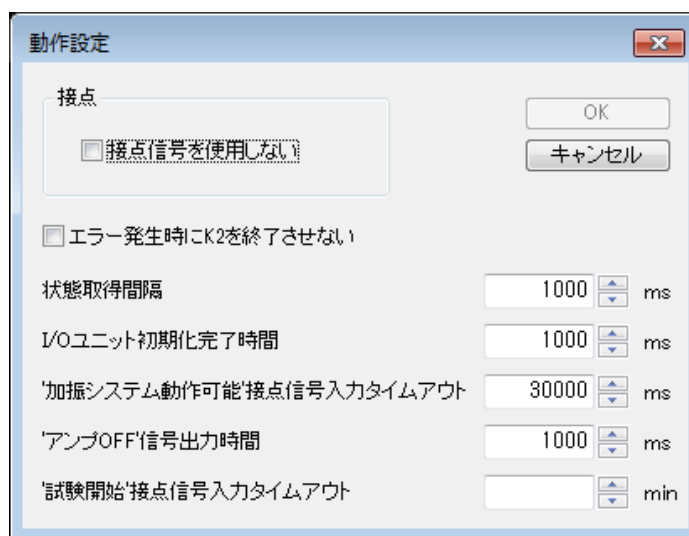 動作設定
接点
接点信号を使用しない
OK
キャンセル
エラー発生時にK2を終了させない
状態取得間隔 1000 ms
I/Oユニット初期化完了時間 1000 ms
'加振システム動作可能'接点信号入力タイムアウト 30000 ms
'アンプOFF'信号出力時間 1000 ms
'試験開始'接点信号入力タイムアウト min